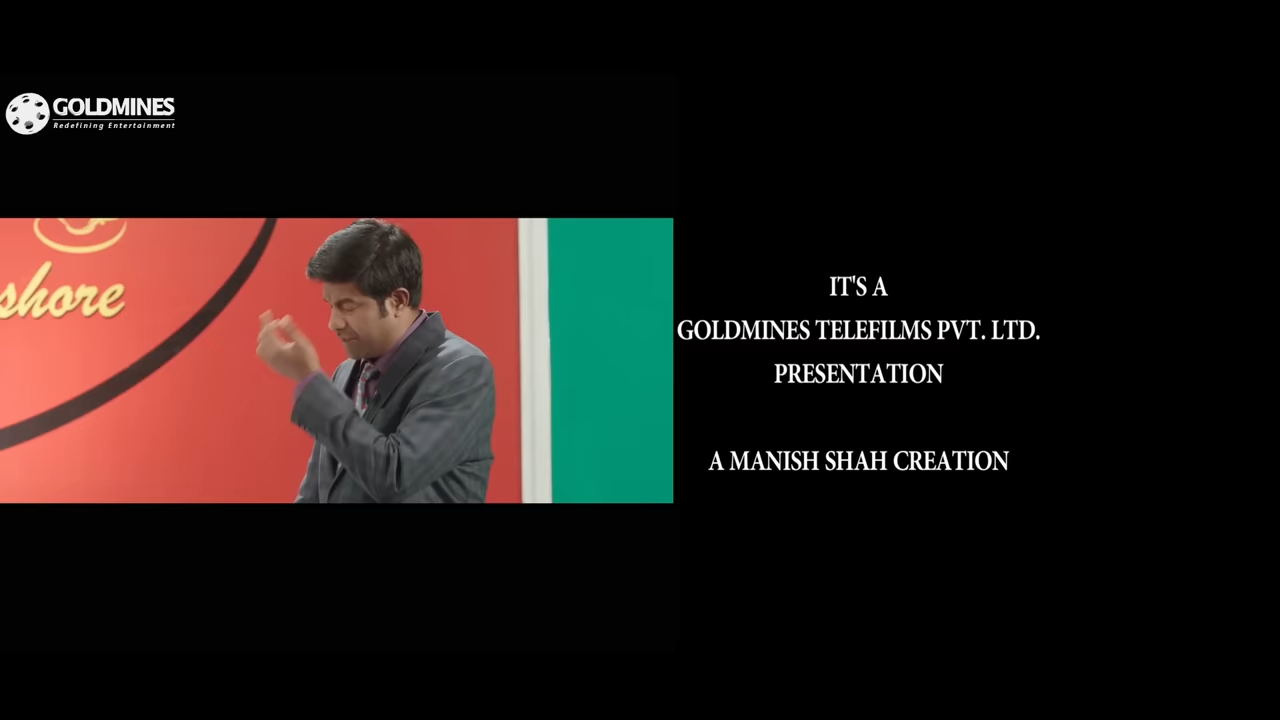 GOLDMINES
Redefining Entertainment
shore
IT'S A
GOLDMINES TELEFILMS PVT. LTD.
PRESENTATION
A MANISH SHAH CREATION